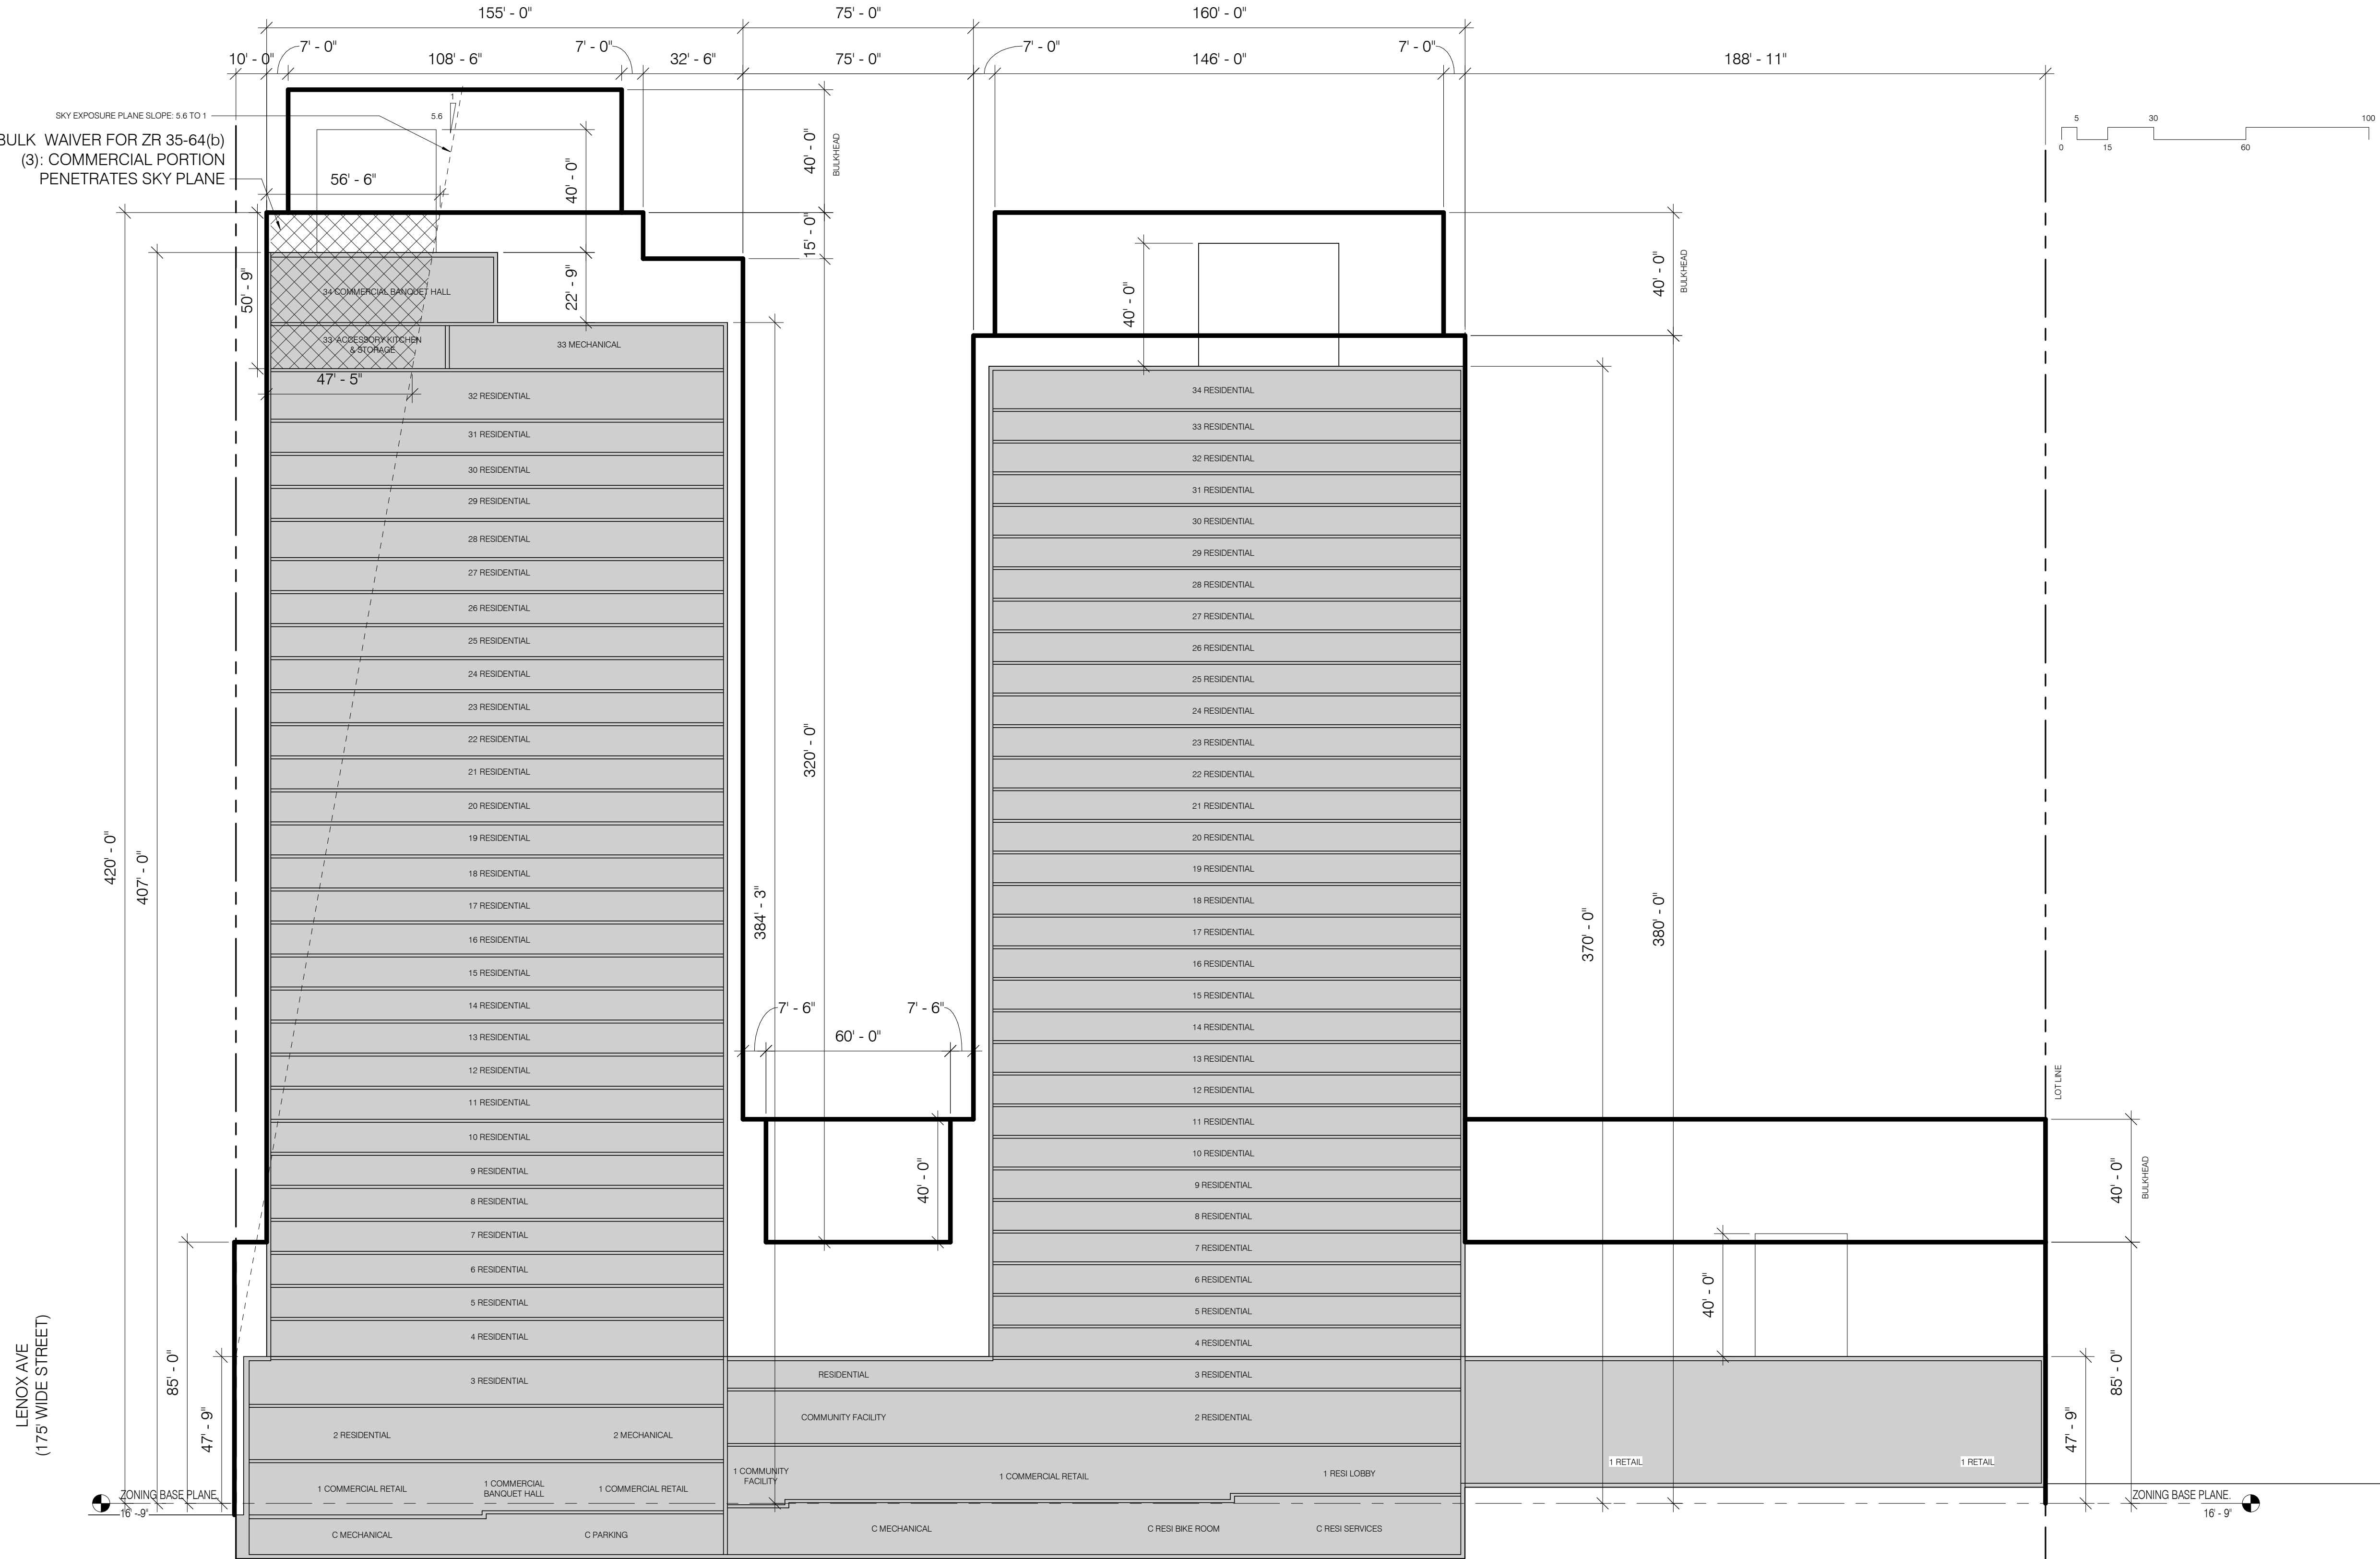 155' - 0"
75' - 0"
160' - 0"
10' - 0"
7' - 0"
108' - 6"
7' - 0"
32' - 6"
75' - 0"
7' - 0"
146' - 0"
7' - 0"
188' - 11"
SKY EXPOSURE PLANE SLOPE: 5.6 TO 1
1
5.6
BULK WAIVER FOR ZR 35-64(b)
(3): COMMERCIAL PORTION
PENETRATES SKY PLANE
5
30
100
0
15
60
56' - 6"
40' - 0"
40' - 0"
BULKHEAD
15' - 0"
50' - 9"
22' - 9"
40' - 0"
40' - 0"
BULKHEAD
34 COMMERCIAL BANQUET HALL
33 ACCESSORY KITCHEN
& STORAGE
33 MECHANICAL
47' - 5"
32 RESIDENTIAL
31 RESIDENTIAL
30 RESIDENTIAL
29 RESIDENTIAL
28 RESIDENTIAL
27 RESIDENTIAL
26 RESIDENTIAL
25 RESIDENTIAL
24 RESIDENTIAL
23 RESIDENTIAL
22 RESIDENTIAL
21 RESIDENTIAL
20 RESIDENTIAL
19 RESIDENTIAL
18 RESIDENTIAL
17 RESIDENTIAL
16 RESIDENTIAL
15 RESIDENTIAL
14 RESIDENTIAL
13 RESIDENTIAL
12 RESIDENTIAL
11 RESIDENTIAL
10 RESIDENTIAL
9 RESIDENTIAL
8 RESIDENTIAL
7 RESIDENTIAL
6 RESIDENTIAL
5 RESIDENTIAL
4 RESIDENTIAL
3 RESIDENTIAL
2 RESIDENTIAL
2 MECHANICAL
1 COMMERCIAL RETAIL
1 COMMERCIAL
BANQUET HALL
1 COMMERCIAL RETAIL
C MECHANICAL
C PARKING
420' - 0"
407' - 0"
85' - 0"
47' - 9"
LENOX AVE
(175' WIDE STREET)
ZONING BASE PLANE.
16' - 9"
320' - 0"
384' - 3"
7' - 6"
7' - 6"
60' - 0"
40' - 0"
RESIDENTIAL
COMMUNITY FACILITY
1 COMMUNITY
FACILITY
1 COMMERCIAL RETAIL
1 RESI LOBBY
C MECHANICAL
C RESI BIKE ROOM
C RESI SERVICES
34 RESIDENTIAL
33 RESIDENTIAL
32 RESIDENTIAL
31 RESIDENTIAL
30 RESIDENTIAL
29 RESIDENTIAL
28 RESIDENTIAL
27 RESIDENTIAL
26 RESIDENTIAL
25 RESIDENTIAL
24 RESIDENTIAL
23 RESIDENTIAL
22 RESIDENTIAL
21 RESIDENTIAL
20 RESIDENTIAL
19 RESIDENTIAL
18 RESIDENTIAL
17 RESIDENTIAL
16 RESIDENTIAL
15 RESIDENTIAL
14 RESIDENTIAL
13 RESIDENTIAL
12 RESIDENTIAL
11 RESIDENTIAL
10 RESIDENTIAL
9 RESIDENTIAL
8 RESIDENTIAL
7 RESIDENTIAL
6 RESIDENTIAL
5 RESIDENTIAL
4 RESIDENTIAL
3 RESIDENTIAL
2 RESIDENTIAL
370' - 0"
380' - 0"
LOT LINE
40' - 0"
BULKHEAD
40' - 0"
85' - 0"
47' - 9"
1 RETAIL
1 RETAIL
ZONING BASE PLANE.
16' - 9"